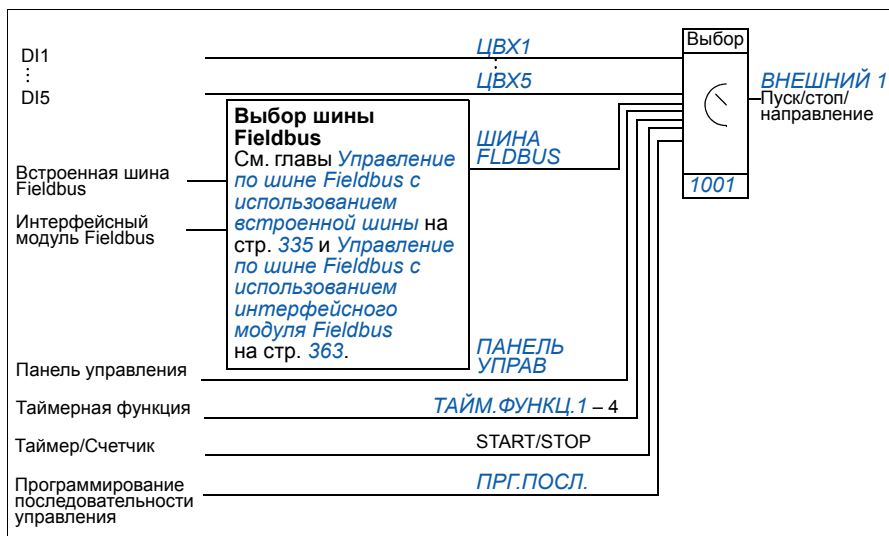 DI1
⋮
DI5
ЦВХ1
⋮
ЦВХ5
Выбор
ВНЕШНИЙ 1
Пуск/стоп/
направление
1001
Встроенная шина
Fieldbus
Интерфейсный
модуль Fieldbus
Выбор шины
Fieldbus
См. главы Управление
по шине Fieldbus с
использованием
встроенной шины на
стр. 335 и Управление
по шине Fieldbus с
использованием
интерфейсного
модуля Fieldbus
на стр. 363.
ШИНА
FLDBUS
Панель управления
ПАНЕЛЬ
УПРАВ
Таймерная функция
ТАЙМ.ФУНКЦ.1 – 4
Таймер/Счетчик
START/STOP
Программирование
последовательности
управления
ПРГ.ПОСЛ.